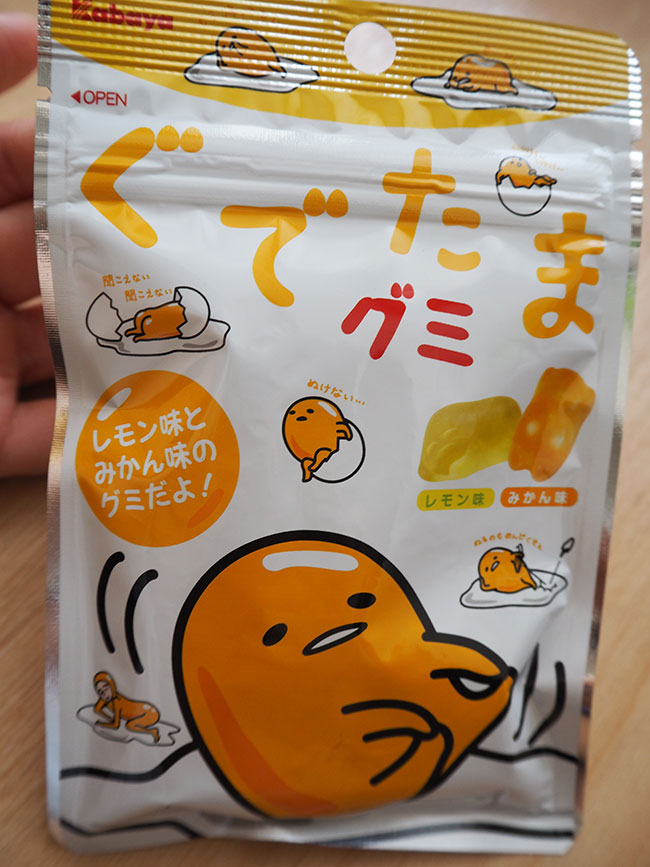 Kabaya
OPEN
ぐでたま
グミ
聞こえない
聞こえない
ぬけない…
レモン味と
みかん味の
グミだよ！
レモン味
みかん味